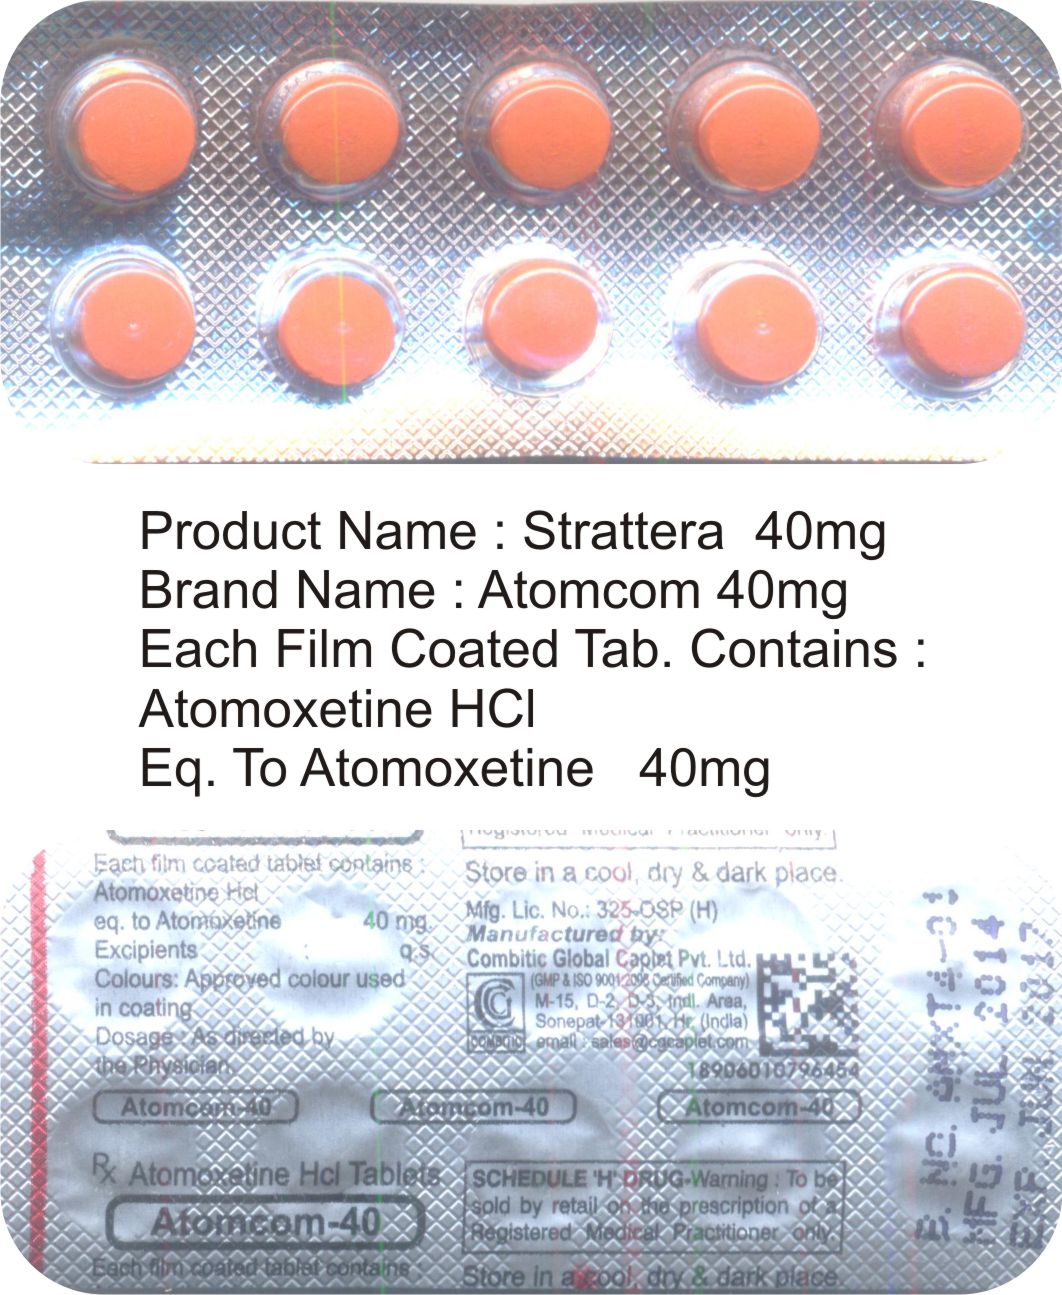 Product Name : Strattera 40mg
Brand Name : Atomcom 40mg
Each Film Coated Tab. Contains :
Atomoxetine HCl
Eq. To Atomoxetine 40mg
Registered Medical Practitioner only.
Each film coated tablet contains :
Atomoxetine Hcl
eq. to Atomoxetine 40 mg.
Excipients q.s.
Colours: Approved colour used
in coating
Dosage : As directed by
the Physician.
Store in a cool, dry & dark place.
Mfg. Lic. No.: 325-OSP (H)
Manufactured by:
Combitic Global Caplet Pvt. Ltd.
(GMP & ISO 9001:2008 Certified Company)
M-15, D-2, D-3, Indl. Area,
Sonepat-131001, Hr. (India)
COMBITIC email : sales@cgcaplet.com
18906010796454
Atomcom-40 Atomcom-40 Atomcom-40
Rx Atomoxetine Hcl Tablets
Atomcom-40
Each film coated tablet contains :
SCHEDULE 'H' DRUG-Warning : To be
sold by retail on the prescription of a
Registered Medical Practitioner only.
Store in a cool, dry & dark place.
MFG. JUL 2014